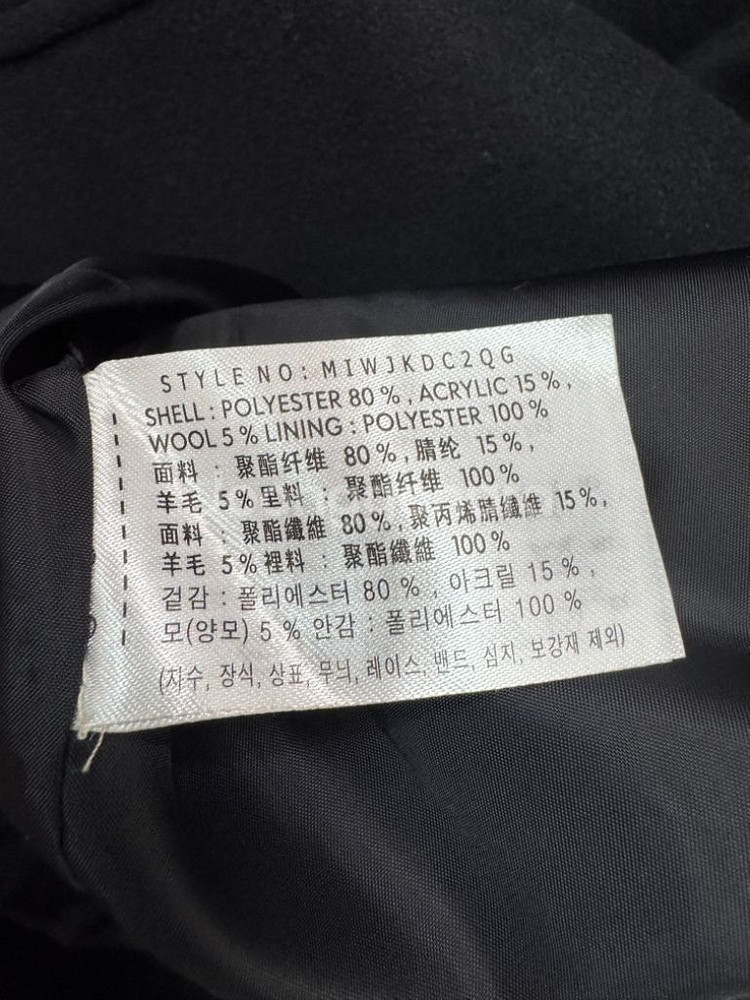 STYLE NO: MIWJKDC2QG
SHELL : POLYESTER 80 % , ACRYLIC 15 % ,
WOOL 5 % LINING : POLYESTER 100 %
面料 : 聚酯纤维 80 % , 腈纶 15 % ,
羊毛 5 % 里料 : 聚酯纤维 100 %
面料 : 聚酯纖維 80 % , 聚丙烯腈纖維 15 % ,
羊毛 5 % 裡料 : 聚酯纖維 100 %
겉감 : 폴리에스터 80 % , 아크릴 15 % ,
모(양모) 5 % 안감 : 폴리에스터 100 %
(자수, 장식, 상표, 무늬, 레이스, 밴드, 심지, 보강재 제외)